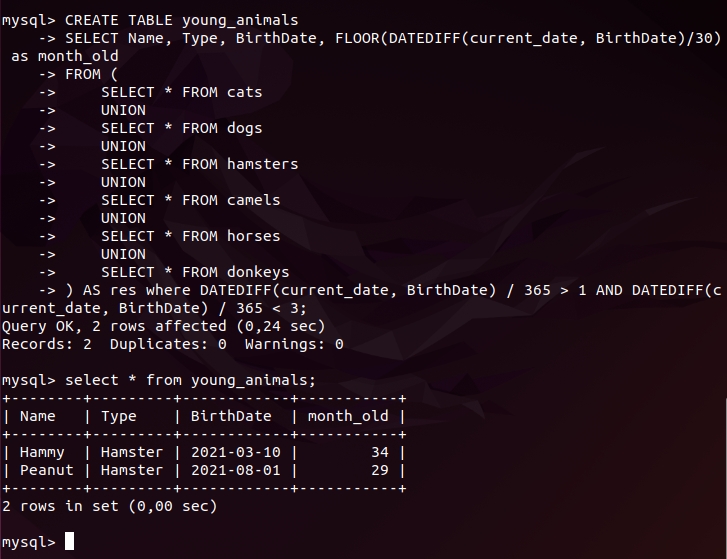 mysql> CREATE TABLE young_animals
    -> SELECT Name, Type, BirthDate, FLOOR(DATEDIFF(current_date, BirthDate)/30)
 as month_old
    -> FROM (
    ->     SELECT * FROM cats
    ->     UNION
    ->     SELECT * FROM dogs
    ->     UNION
    ->     SELECT * FROM hamsters
    ->     UNION
    ->     SELECT * FROM camels
    ->     UNION
    ->     SELECT * FROM horses
    ->     UNION
    ->     SELECT * FROM donkeys
    -> ) AS res where DATEDIFF(current_date, BirthDate) / 365 > 1 AND DATEDIFF(c
urrent_date, BirthDate) / 365 < 3;
Query OK, 2 rows affected (0,24 sec)
Records: 2  Duplicates: 0  Warnings: 0

mysql> select * from young_animals;
+--------+---------+------------+-----------+
| Name   | Type    | BirthDate  | month_old |
+--------+---------+------------+-----------+
| Hammy  | Hamster | 2021-03-10 |        34 |
| Peanut | Hamster | 2021-08-01 |        29 |
+--------+---------+------------+-----------+
2 rows in set (0,00 sec)

mysql>